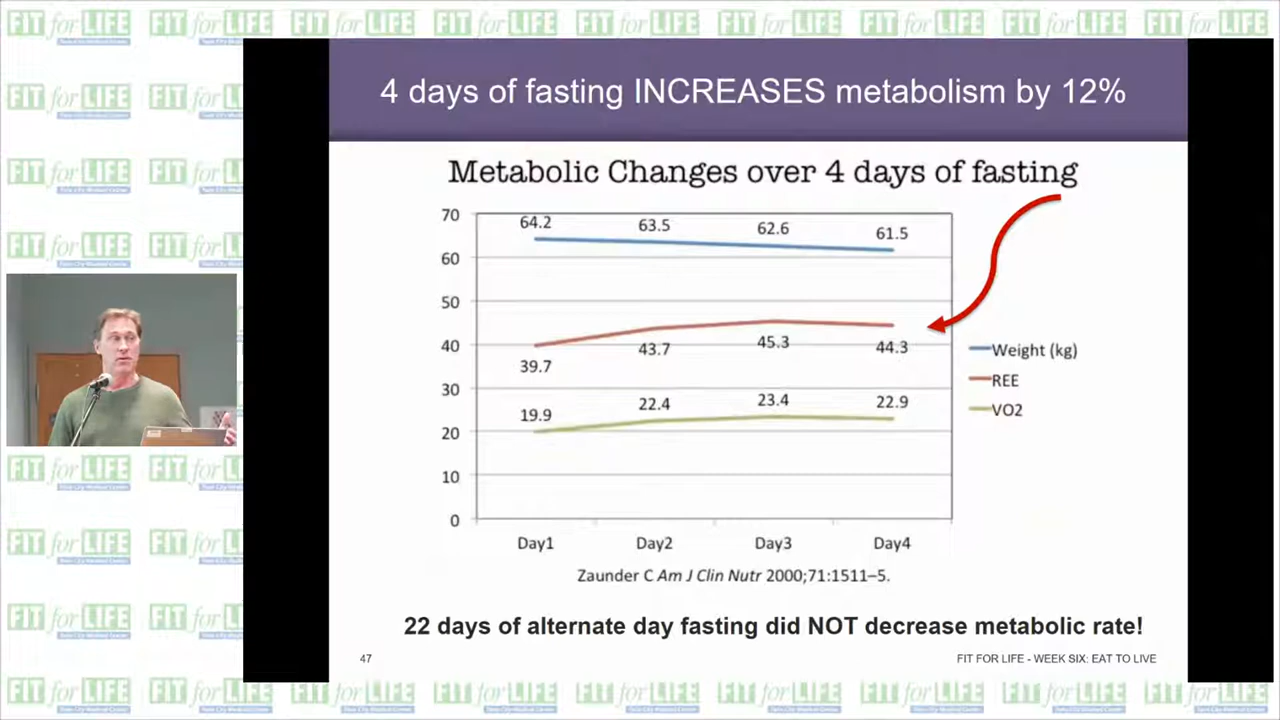 4 days of fasting INCREASES metabolism by 12%
Metabolic Changes over 4 days of fasting
70
60
50
40
30
20
10
0
64.2
63.5
62.6
61.5
39.7
43.7
45.3
44.3
19.9
22.4
23.4
22.9
Weight (kg)
REE
VO2
Day1 Day2 Day3 Day4
Zaunder C Am J Clin Nutr 2000;71:1511–5.
22 days of alternate day fasting did NOT decrease metabolic rate!
47
FIT FOR LIFE - WEEK SIX: EAT TO LIVE
FIT for LIFE